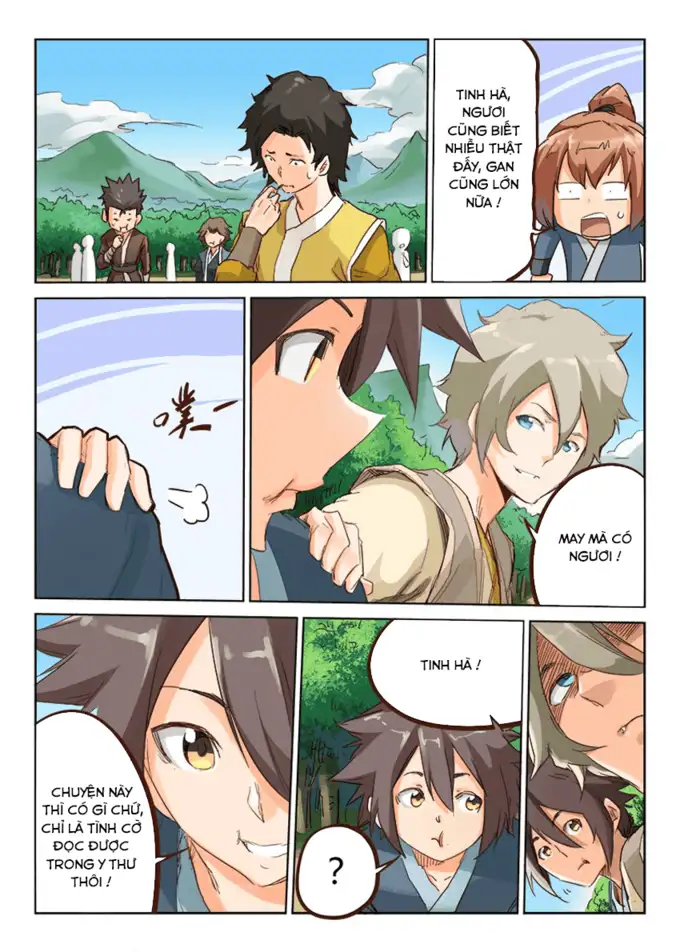 TINH HÀ,
NGƯƠI
CŨNG BIẾT
NHIỀU THẬT
ĐẤY, GAN
CŨNG LỚN
NỮA !
噗
MAY MÀ CÓ
NGƯƠI !
CHUYỆN NÀY
THÌ CÓ GÌ CHỨ,
CHỈ LÀ TÌNH CỜ
ĐỌC ĐƯỢC
TRONG Y THƯ
THÔI !
TINH HÀ !
?